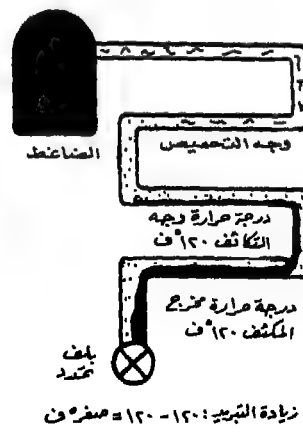 الضاغط
وجه التحميص
درجة حرارة وجه
التكاثف ١٢٠°ف
درجة حرارة مخرج
المكثف ١٢٠°ف
بلف
تمدد
زيادة التبريد: ١٢٠ - ١٢٠ = صفر°ف